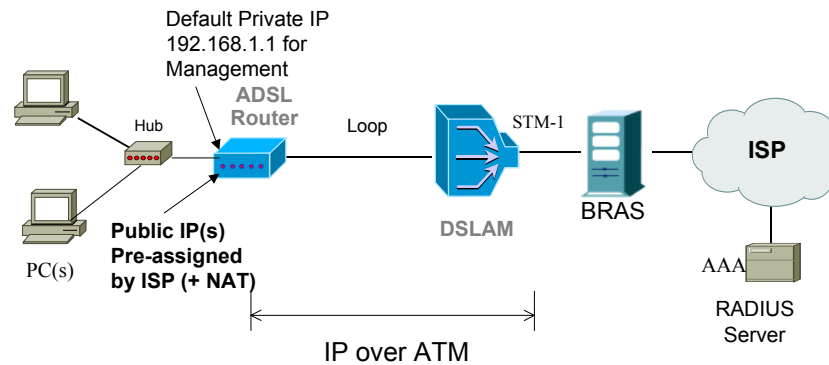 Default Private IP
192.168.1.1 for
Management
ADSL
Router
Hub
Loop
STM-1
ISP
BRAS
DSLAM
Public IP(s)
Pre-assigned
by ISP (+ NAT)
PC(s)
AAA
RADIUS
Server
IP over ATM